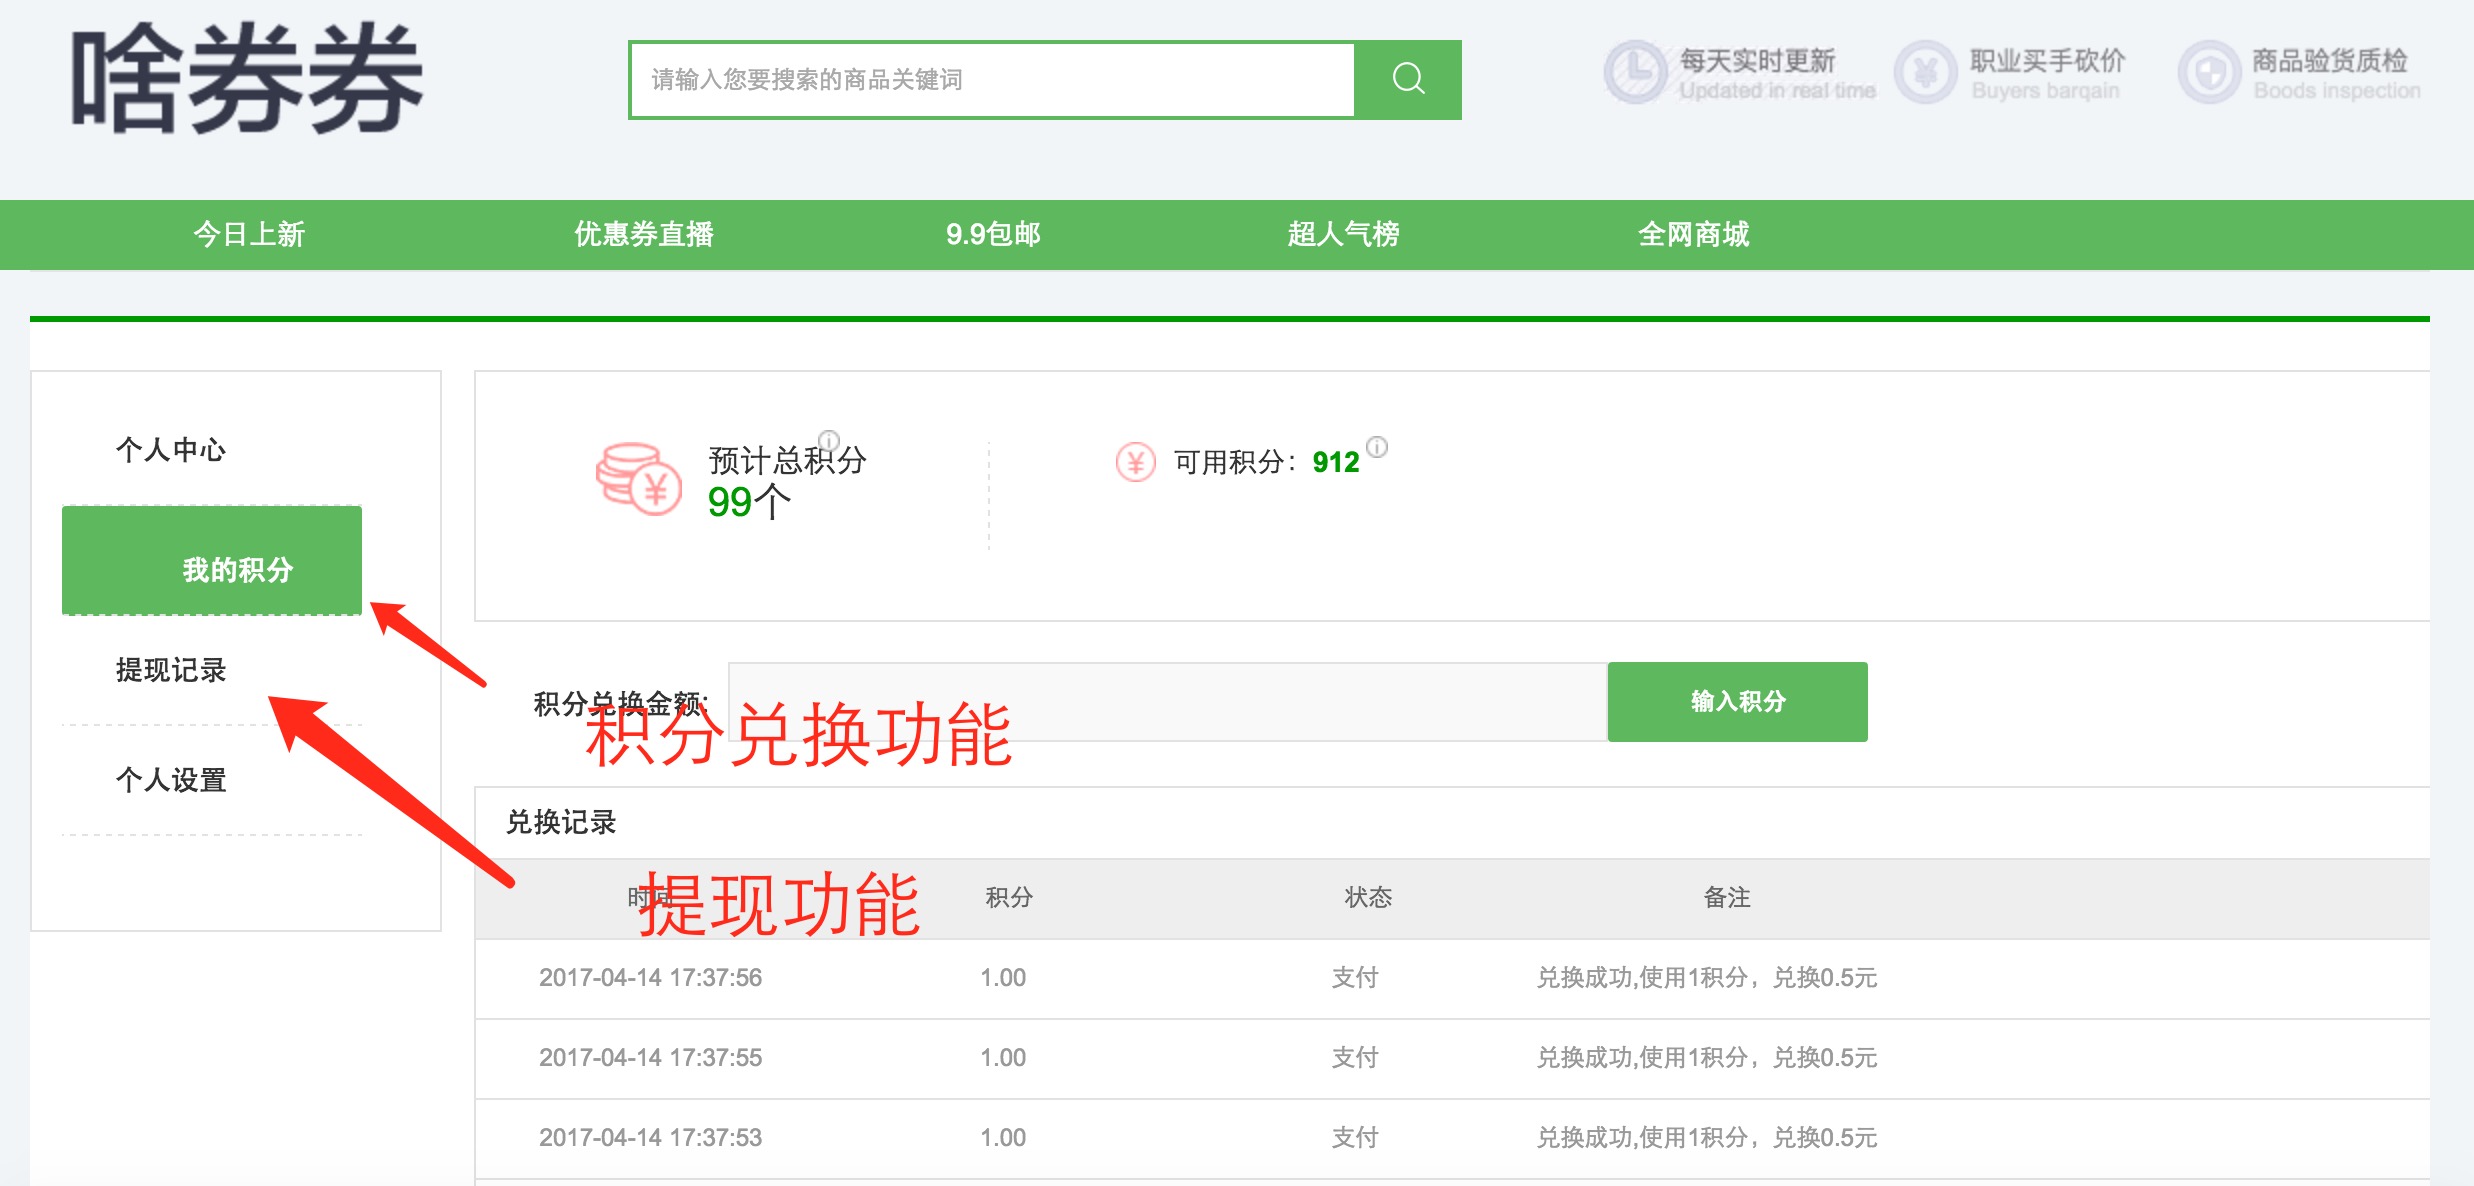 啥券券
请输入您要搜索的商品关键词
每天实时更新
Updated in real time
职业买手砍价
Buyers barqain
商品验货质检
Boods inspection
今日上新 优惠券直播 9.9包邮 超人气榜 全网商城
个人中心
我的积分
提现记录
个人设置
预计总积分
99个
可用积分：912
积分兑换金额:
输入积分
积分兑换功能
兑换记录
提现功能
时间 积分 状态 备注
2017-04-14 17:37:56 1.00 支付 兑换成功,使用1积分，兑换0.5元
2017-04-14 17:37:55 1.00 支付 兑换成功,使用1积分，兑换0.5元
2017-04-14 17:37:53 1.00 支付 兑换成功,使用1积分，兑换0.5元